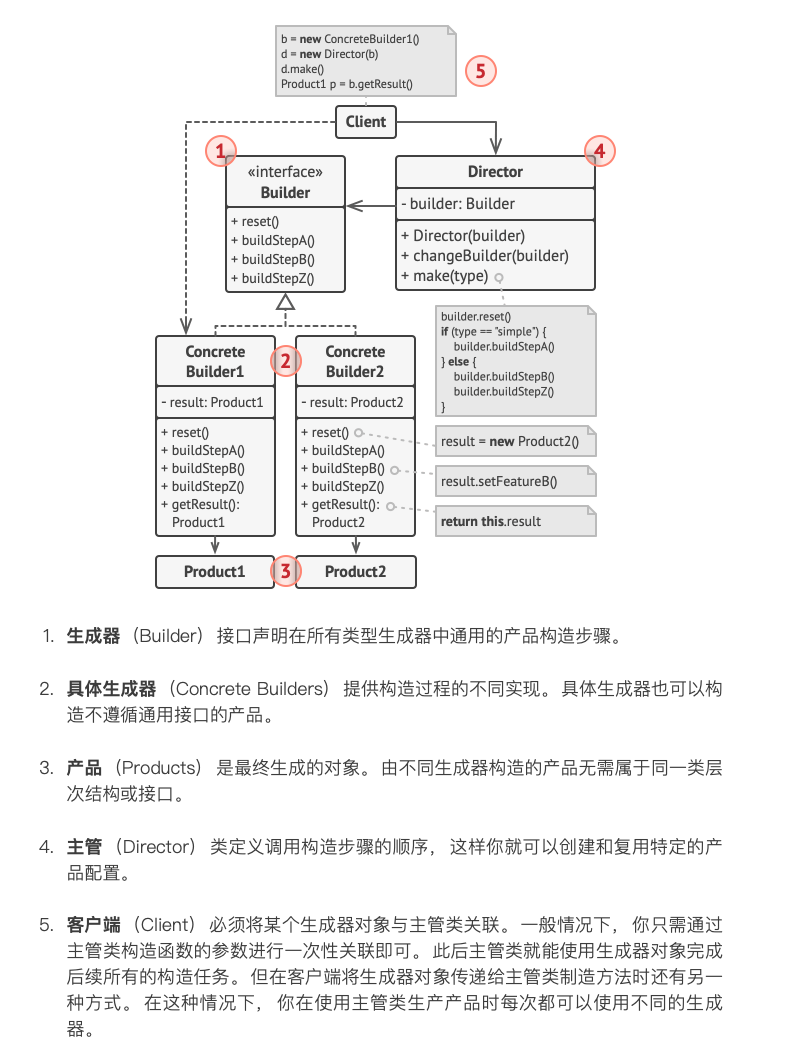 b = new ConcreteBuilder1()
d = new Director(b)
d.make()
Product1 p = b.getResult()
5
Client
1
«interface»
Builder
+ reset()
+ buildStepA()
+ buildStepB()
+ buildStepZ()
4
Director
- builder: Builder
+ Director(builder)
+ changeBuilder(builder)
+ make(type)
builder.reset()
if (type == "simple") {
builder.buildStepA()
} else {
builder.buildStepB()
builder.buildStepZ()
}
Concrete
Builder1
- result: Product1
+ reset()
+ buildStepA()
+ buildStepB()
+ buildStepZ()
+ getResult():
Product1
2
Concrete
Builder2
- result: Product2
+ reset()
+ buildStepA()
+ buildStepB()
+ buildStepZ()
+ getResult():
Product2
result = new Product2()
result.setFeatureB()
return this.result
Product1
3
Product2
1. 生成器（Builder）接口声明在所有类型生成器中通用的产品构造步骤。
2. 具体生成器（Concrete Builders）提供构造过程的不同实现。具体生成器也可以构
造不遵循通用接口的产品。
3. 产品（Products）是最终生成的对象。由不同生成器构造的产品无需属于同一类层
次结构或接口。
4. 主管（Director）类定义调用构造步骤的顺序，这样你就可以创建和复用特定的产
品配置。
5. 客户端（Client）必须将某个生成器对象与主管类关联。一般情况下，你只需通过
主管类构造函数的参数进行一次性关联即可。此后主管类就能使用生成器对象完成
后续所有的构造任务。但在客户端将生成器对象传递给主管类制造方法时还有另一
种方式。在这种情况下，你在使用主管类生产产品时每次都可以使用不同的生成
器。